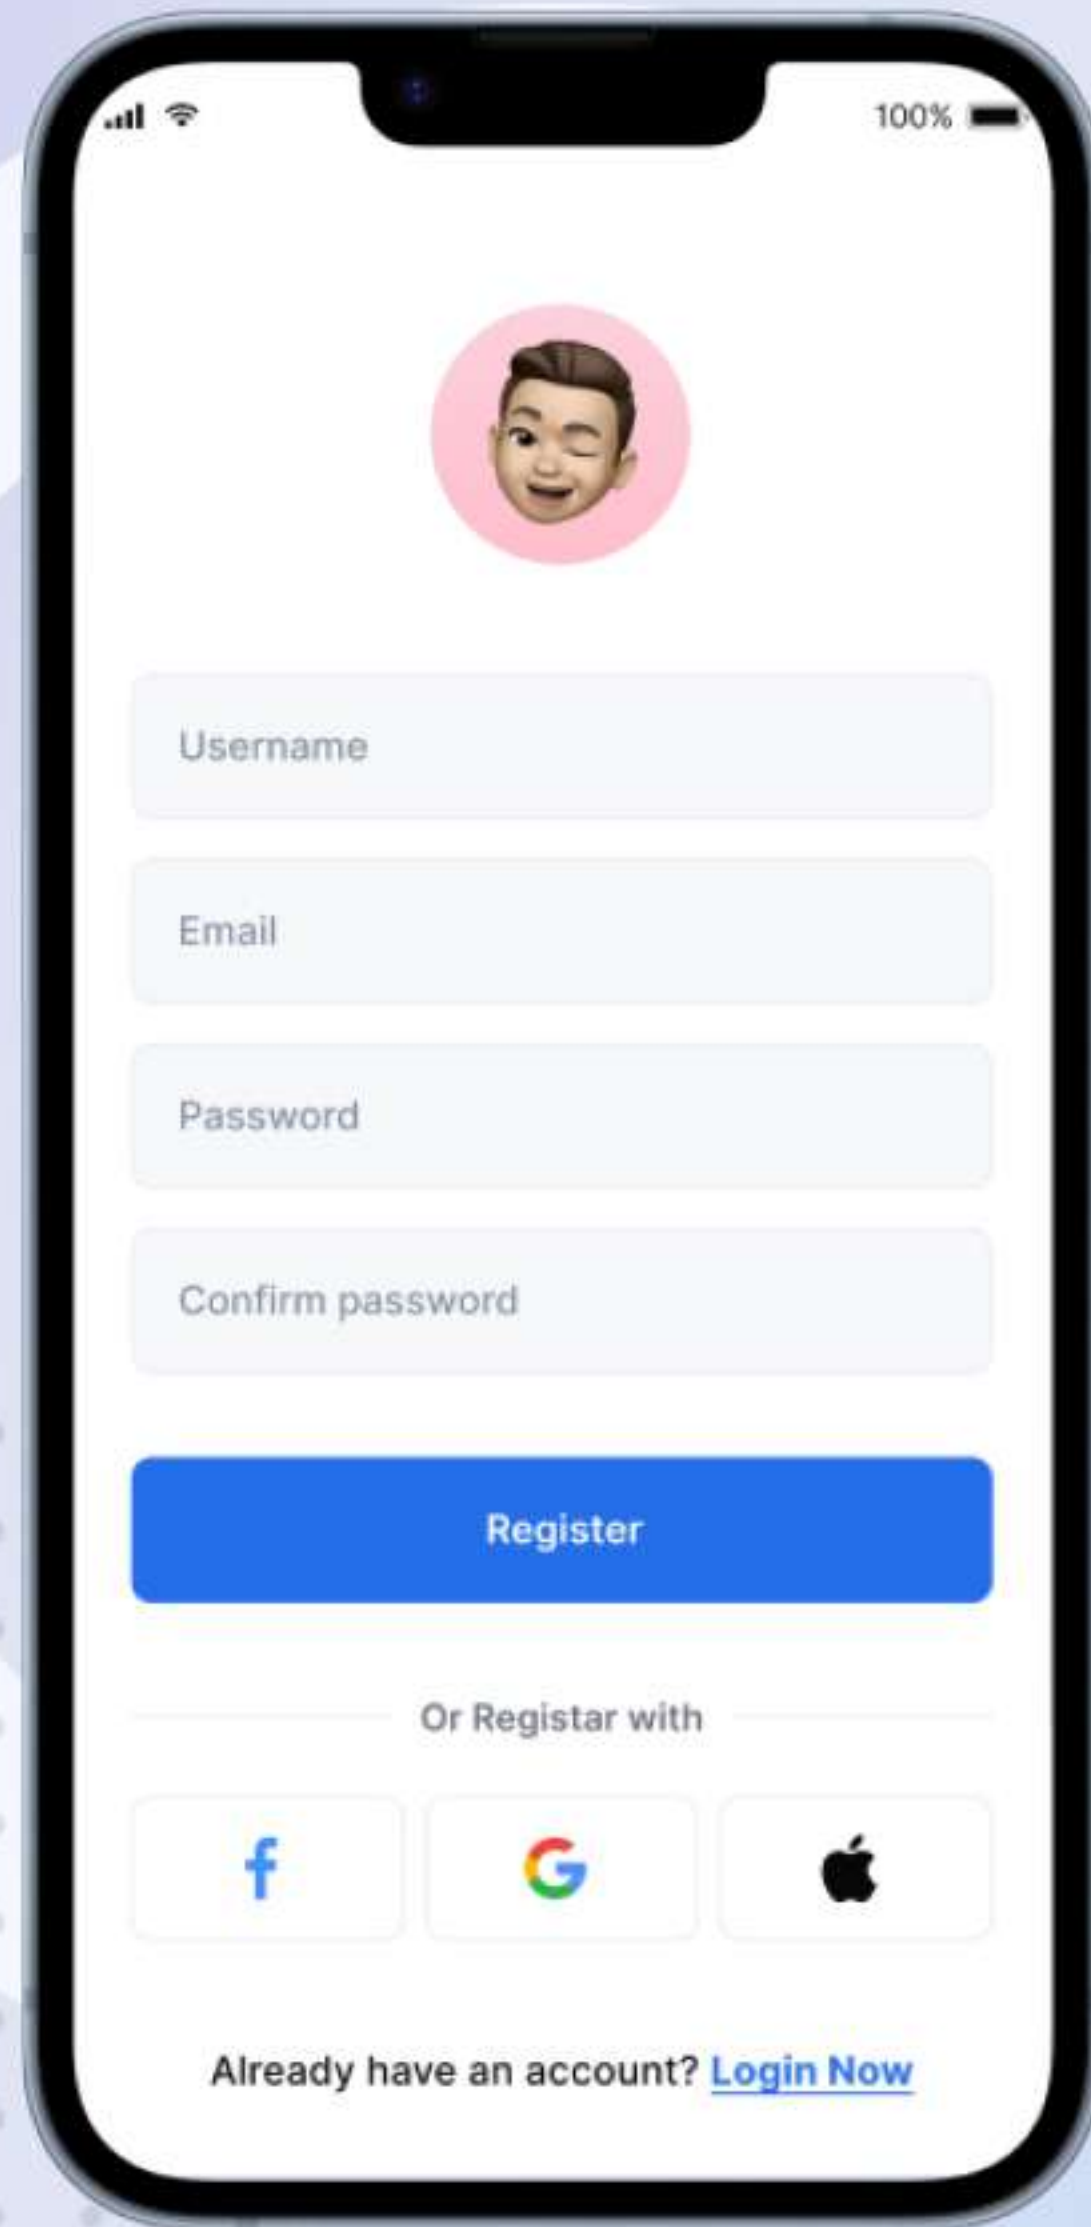 100%
Username
Email
Password
Confirm password
Register
Or Registar with
Already have an account? Login Now